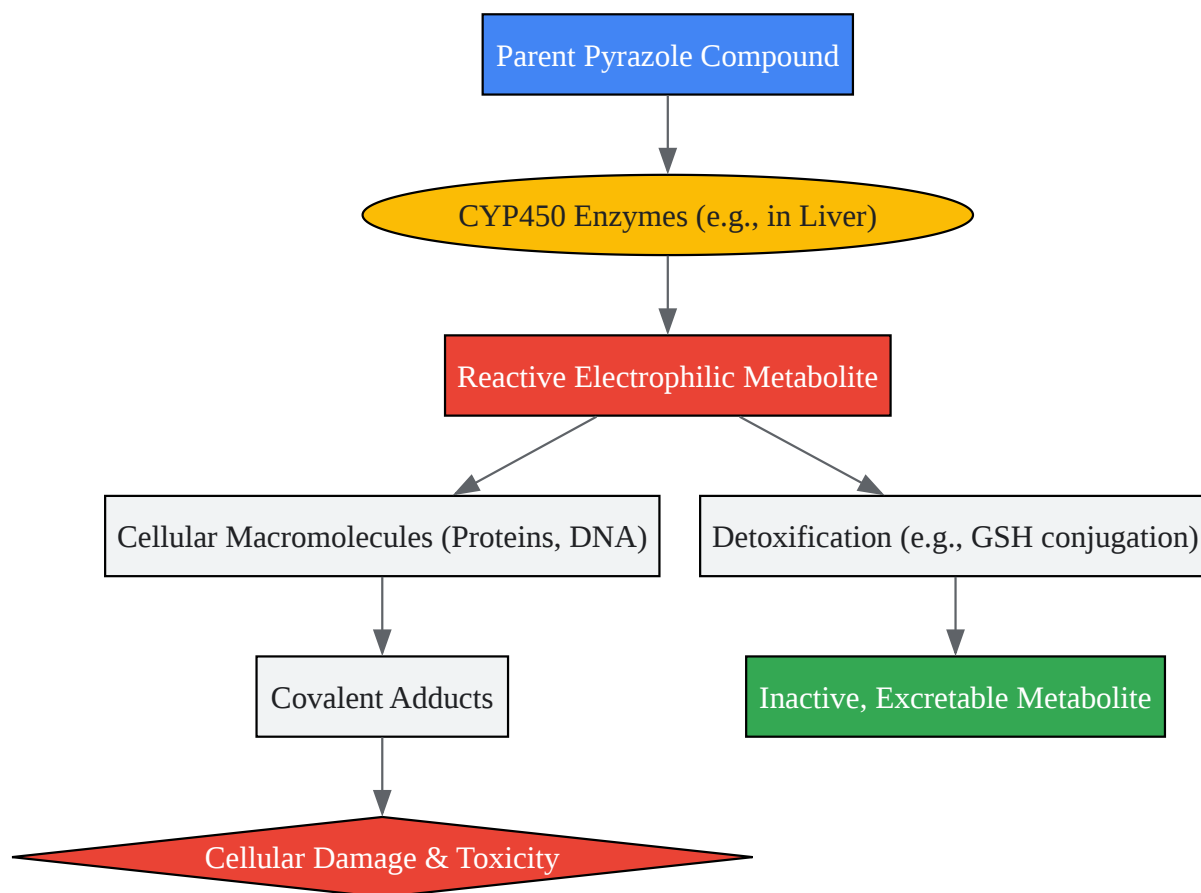 Parent Pyrazole Compound
CYP450 Enzymes (e.g., in Liver)
Reactive Electrophilic Metabolite
Cellular Macromolecules (Proteins, DNA)
Detoxification (e.g., GSH conjugation)
Covalent Adducts
Inactive, Excretable Metabolite
Cellular Damage & Toxicity